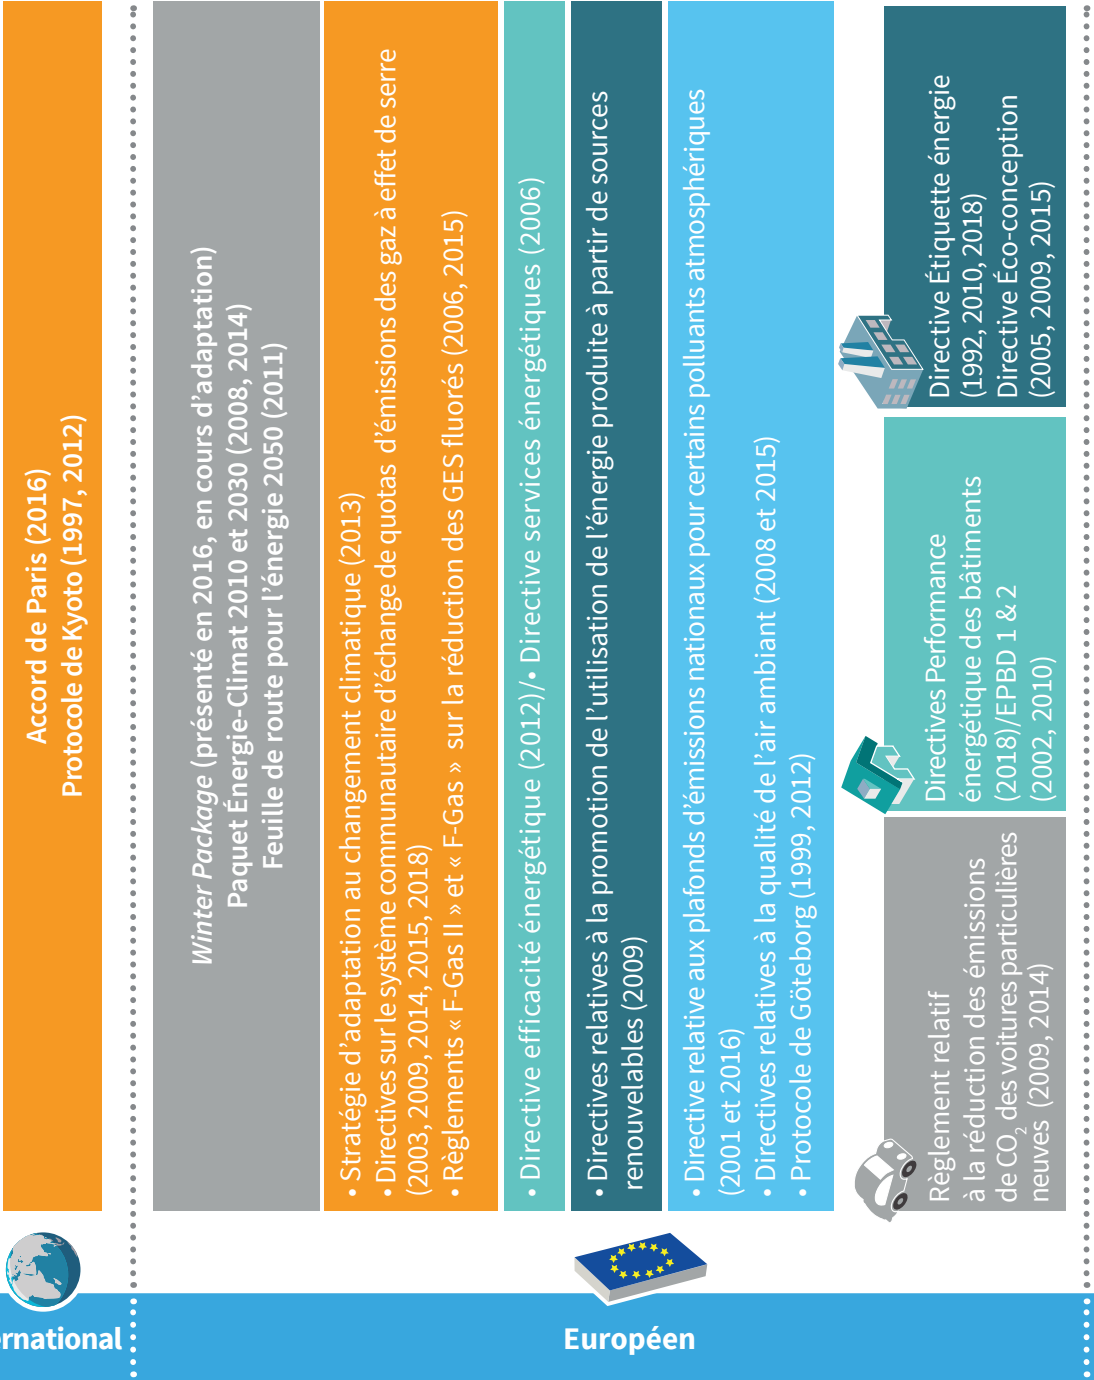 Accord de Paris (2016)
Protocole de Kyoto (1997, 2012)
Winter Package (présenté en 2016, en cours d’adaptation)
Paquet Énergie-Climat 2010 et 2030 (2008, 2014)
Feuille de route pour l’énergie 2050 (2011)
• Stratégie d’adaptation au changement climatique (2013)
• Directives sur le système communautaire d’échange de quotas d’émissions des gaz à effet de serre
(2003, 2009, 2014, 2015, 2018)
• Règlements « F-Gas II » et « F-Gas » sur la réduction des GES fluorés (2006, 2015)
• Directive efficacité énergétique (2012)/• Directive services énergétiques (2006)
• Directives relatives à la promotion de l’utilisation de l’énergie produite à partir de sources
renouvelables (2009)
• Directive relative aux plafonds d’émissions nationaux pour certains polluants atmosphériques
(2001 et 2016)
• Directives relatives à la qualité de l’air ambiant (2008 et 2015)
• Protocole de Göteborg (1999, 2012)
Règlement relatif
à la réduction des émissions
de CO₂ des voitures particulières
neuves (2009, 2014)
Directives Performance
énergétique des bâtiments
(2018)/EPBD 1 & 2
(2002, 2010)
Directive Étiquette énergie
(1992, 2010, 2018)
Directive Éco-conception
(2005, 2009, 2015)
ernational
Européen